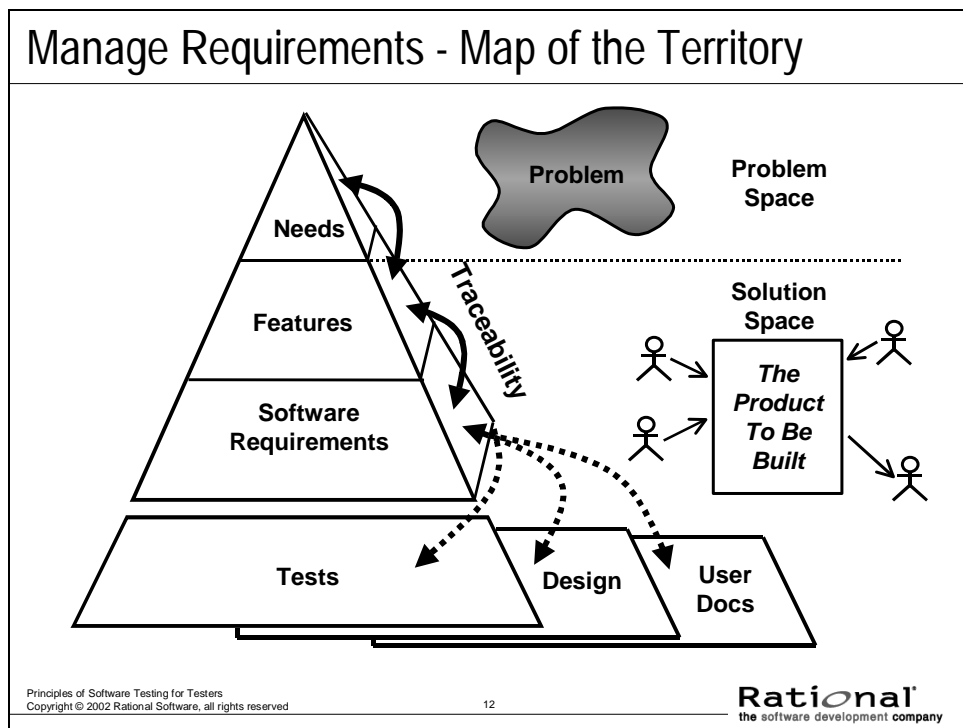 Manage Requirements - Map of the Territory
Problem
Problem
Space
Needs
Traceability
Features
Solution
Space
The
Product
To Be
Built
Software
Requirements
Tests
Design
User
Docs
Principles of Software Testing for Testers
Copyright © 2002 Rational Software, all rights reserved
12
Rational
the software development company